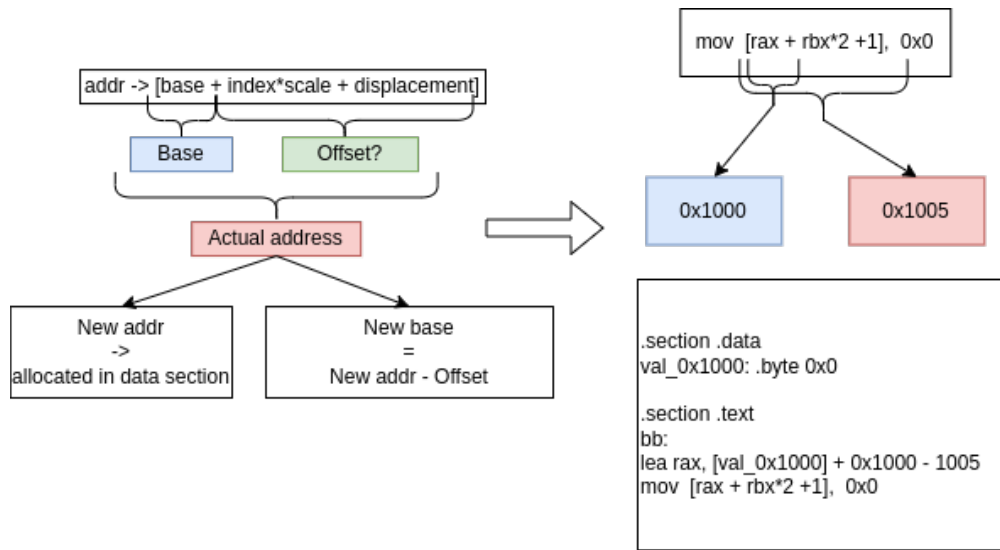 addr -> [base + index*scale + displacement]
Base
Offset?
Actual address
New addr
->
allocated in data section
New base
=
New addr - Offset
mov  [rax + rbx*2 +1],  0x0
0x1000
0x1005
.section .data
val_0x1000: .byte 0x0
.section .text
bb:
lea rax, [val_0x1000] + 0x1000 - 1005
mov  [rax + rbx*2 +1],  0x0